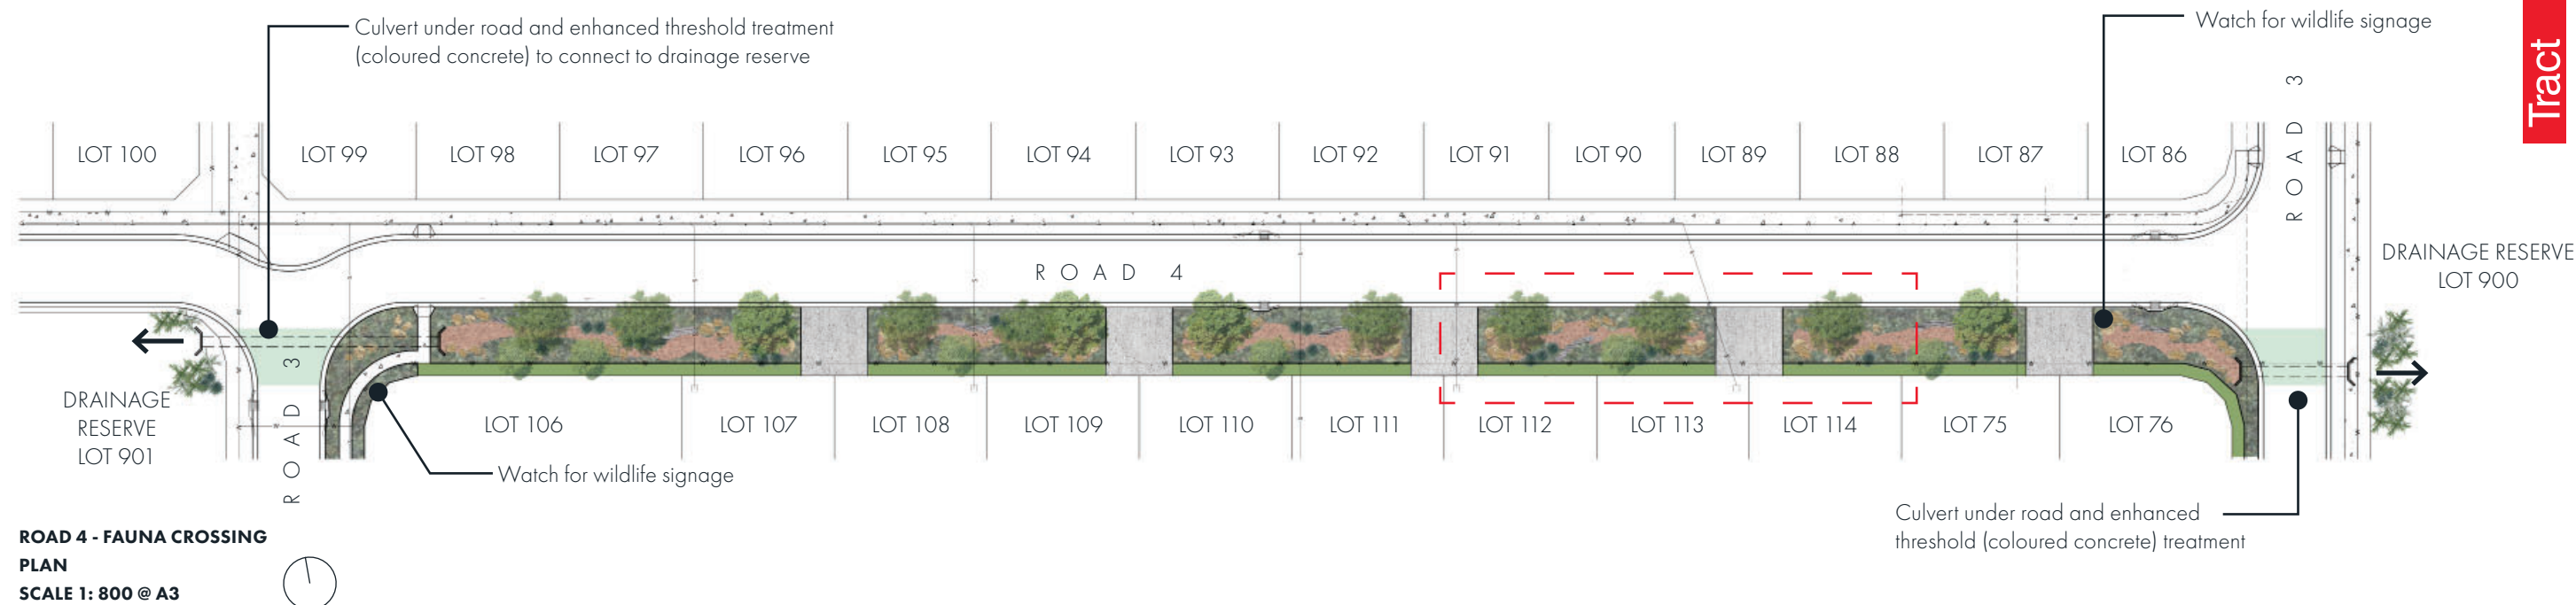 Culvert under road and enhanced threshold treatment
(coloured concrete) to connect to drainage reserve
Watch for wildlife signage
Tract
ROAD 3
LOT 100
LOT 99
LOT 98
LOT 97
LOT 96
LOT 95
LOT 94
LOT 93
LOT 92
LOT 91
LOT 90
LOT 89
LOT 88
LOT 87
LOT 86
ROAD 4
DRAINAGE RESERVE
LOT 900
DRAINAGE
RESERVE
LOT 901
ROAD 3
LOT 106
LOT 107
LOT 108
LOT 109
LOT 110
LOT 111
LOT 112
LOT 113
LOT 114
LOT 75
LOT 76
Watch for wildlife signage
Culvert under road and enhanced
threshold (coloured concrete) treatment
ROAD 4 - FAUNA CROSSING
PLAN
SCALE 1: 800 @ A3